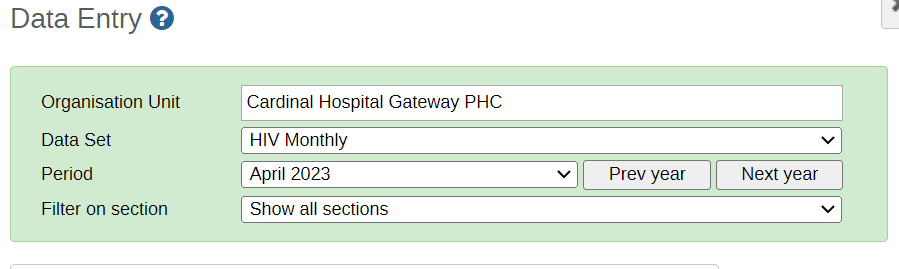 Data Entry ?
Organisation Unit Cardinal Hospital Gateway PHC
Data Set HIV Monthly
Period April 2023 Prev year Next year
Filter on section Show all sections